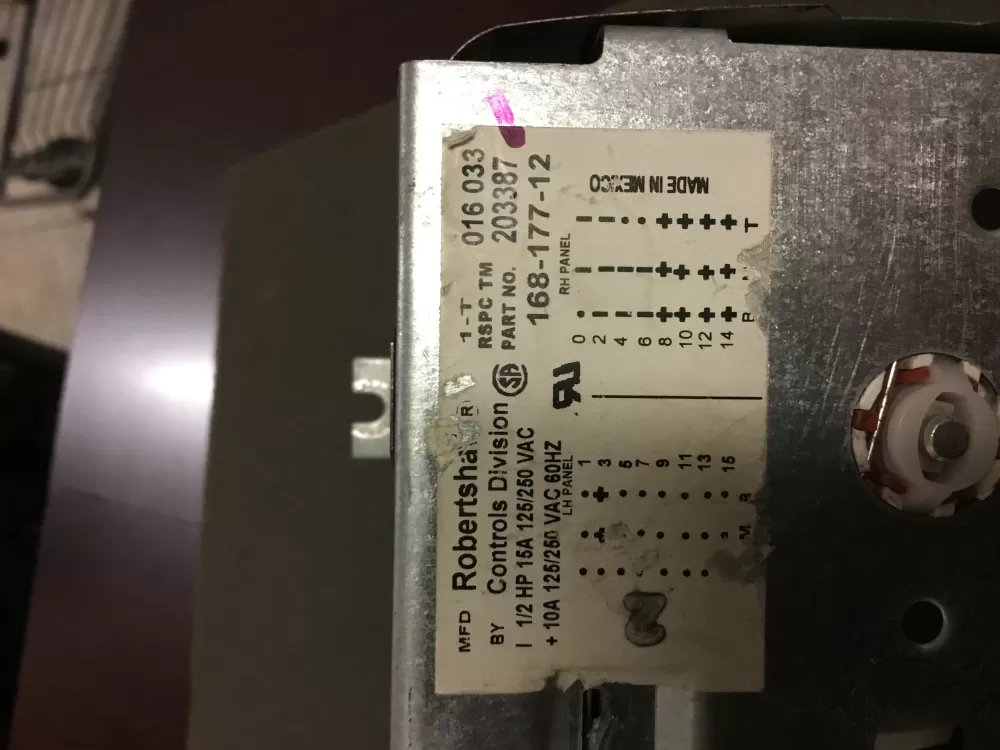 MFD Robertshaw (R) 1-T
BY Controls Division RSPC TM 016 033
I 1/2 HP 15A 125/250 VAC PART NO. 203387
+ 10A 125/250 VAC 60HZ 168-177-12
LH PANEL RH PANEL
1 0
3 2
5 4
7 6
9 8
11 10
13 12
15 14
M B B T
MADE IN MEXICO